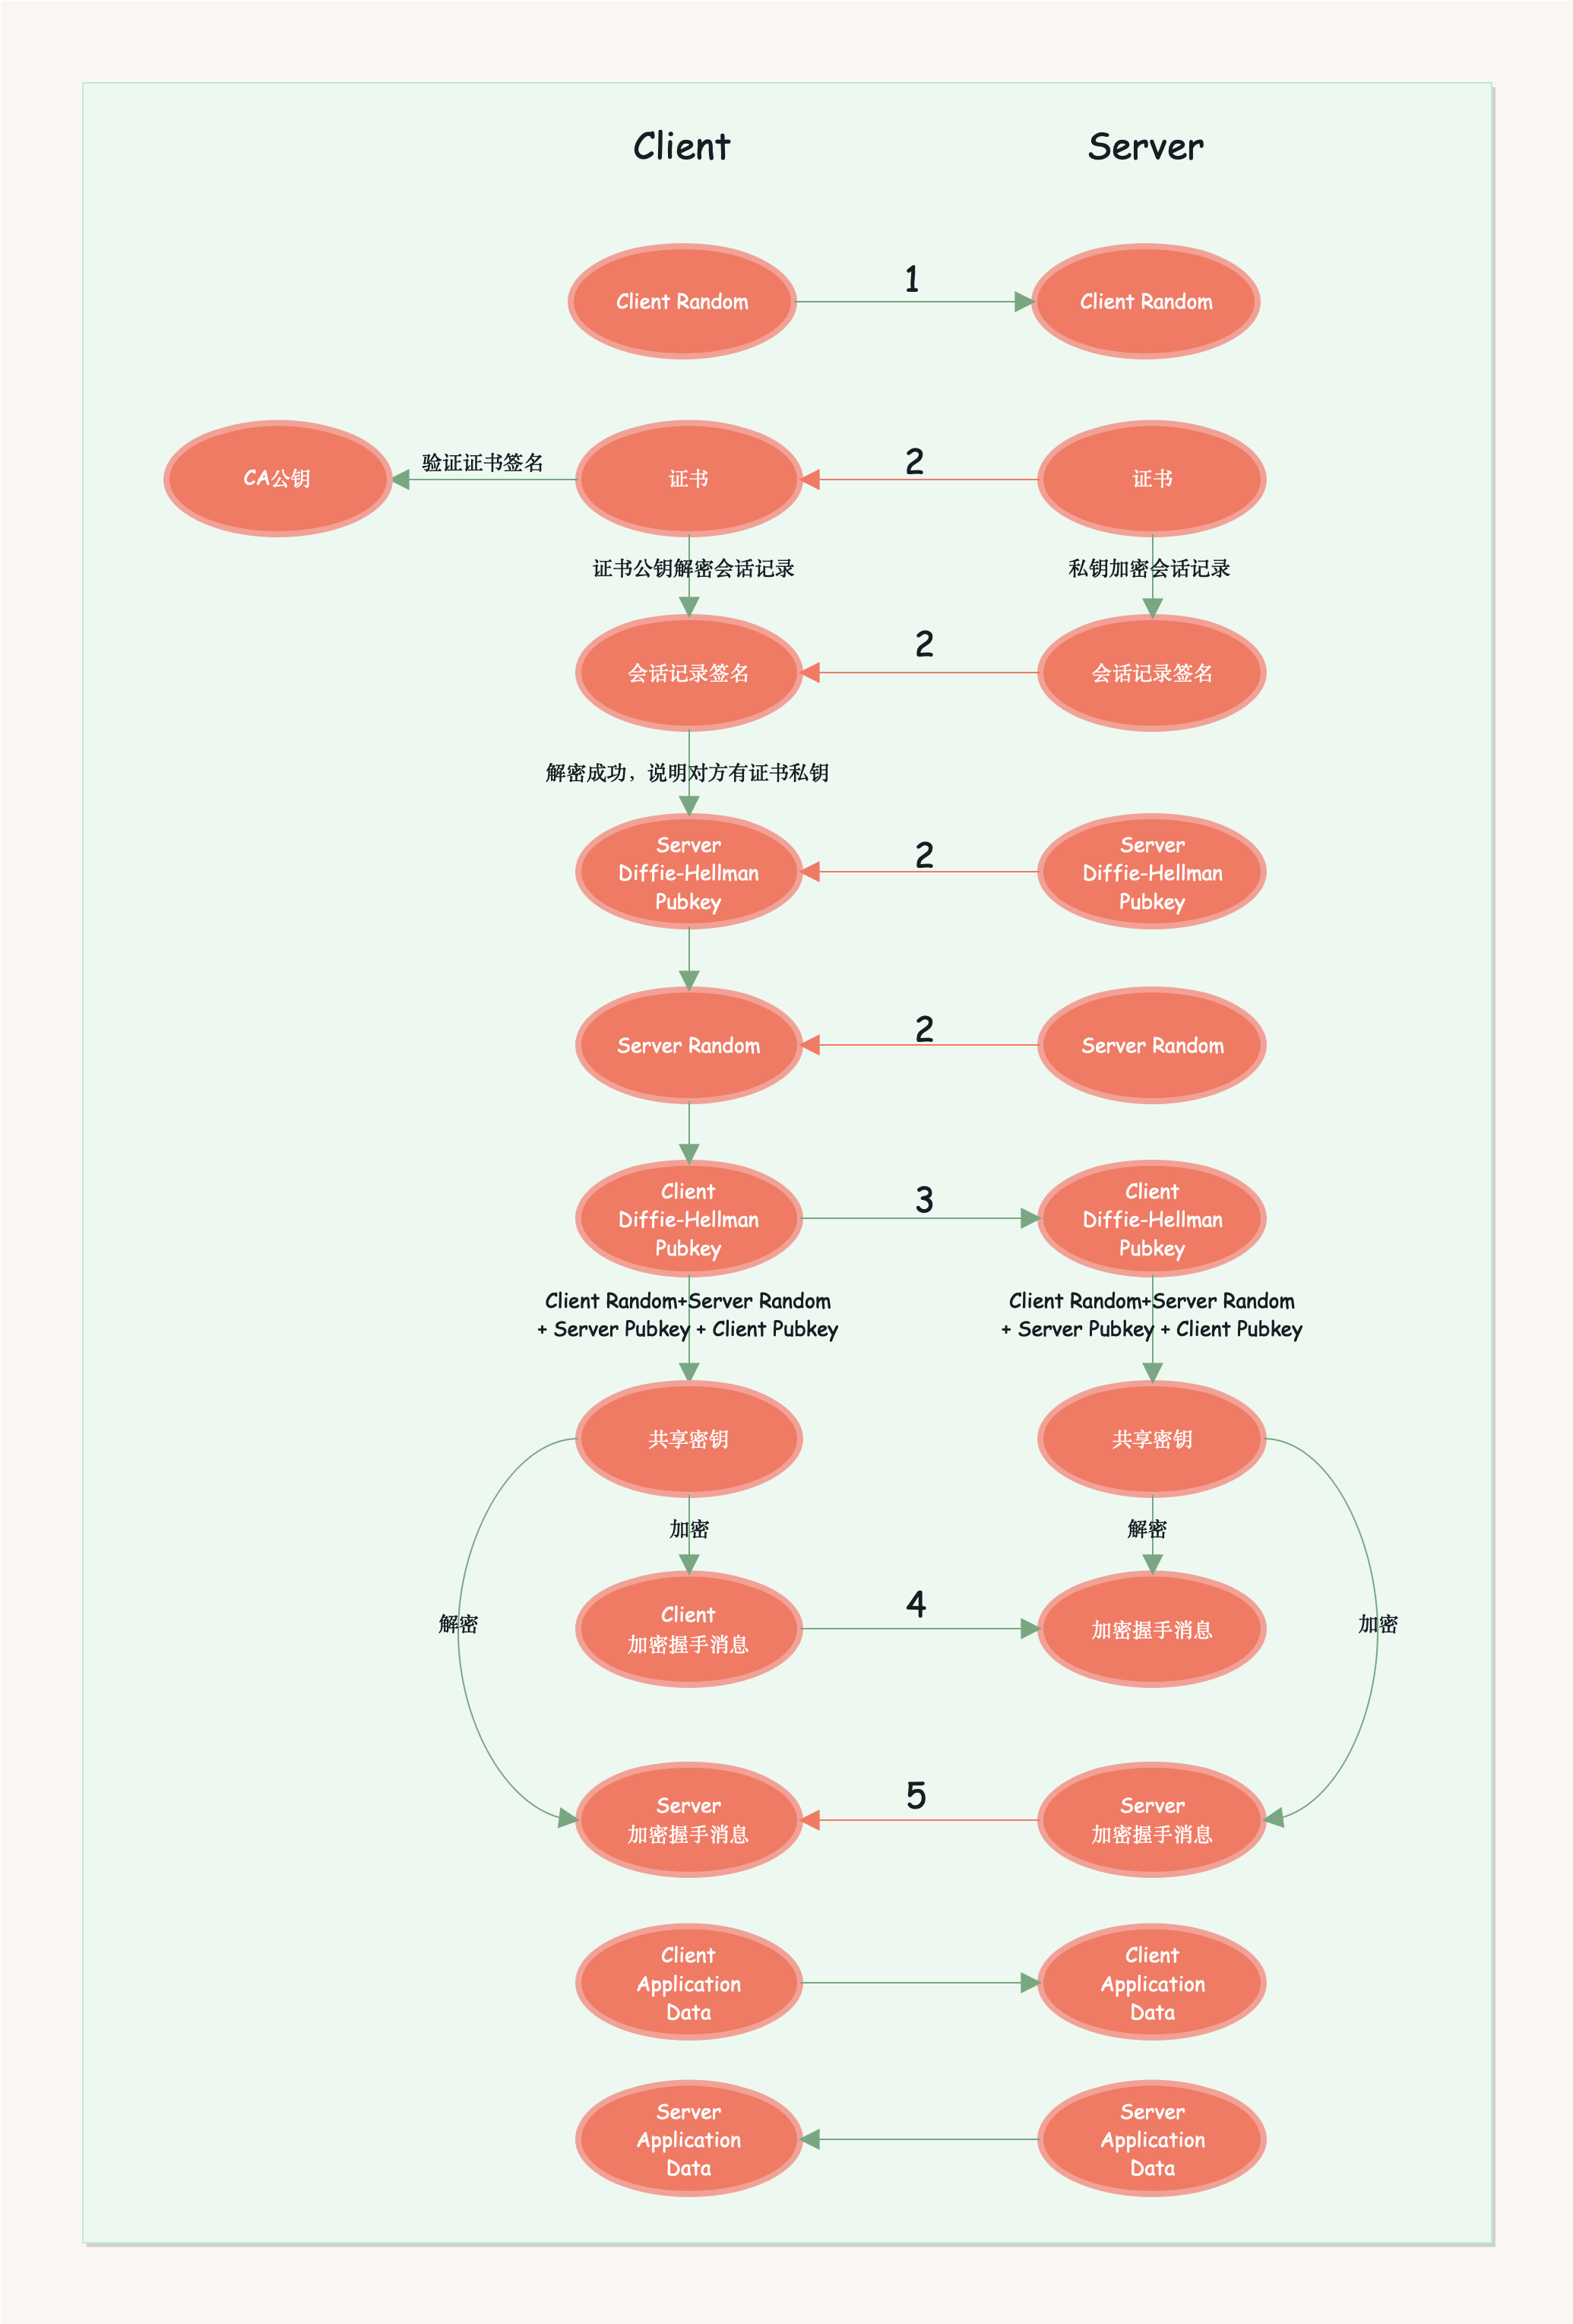 Client
Server
Client Random
1
Client Random
CA公钥
验证证书签名
证书
2
证书
证书公钥解密会话记录
私钥加密会话记录
会话记录签名
2
会话记录签名
解密成功，说明对方有证书私钥
Server
Diffie-Hellman
Pubkey
2
Server
Diffie-Hellman
Pubkey
Server Random
2
Server Random
Client
Diffie-Hellman
Pubkey
3
Client
Diffie-Hellman
Pubkey
Client Random+Server Random
+ Server Pubkey + Client Pubkey
Client Random+Server Random
+ Server Pubkey + Client Pubkey
共享密钥
共享密钥
加密
解密
解密
Client
加密握手消息
4
加密握手消息
加密
Server
加密握手消息
5
Server
加密握手消息
Client
Application
Data
Client
Application
Data
Server
Application
Data
Server
Application
Data